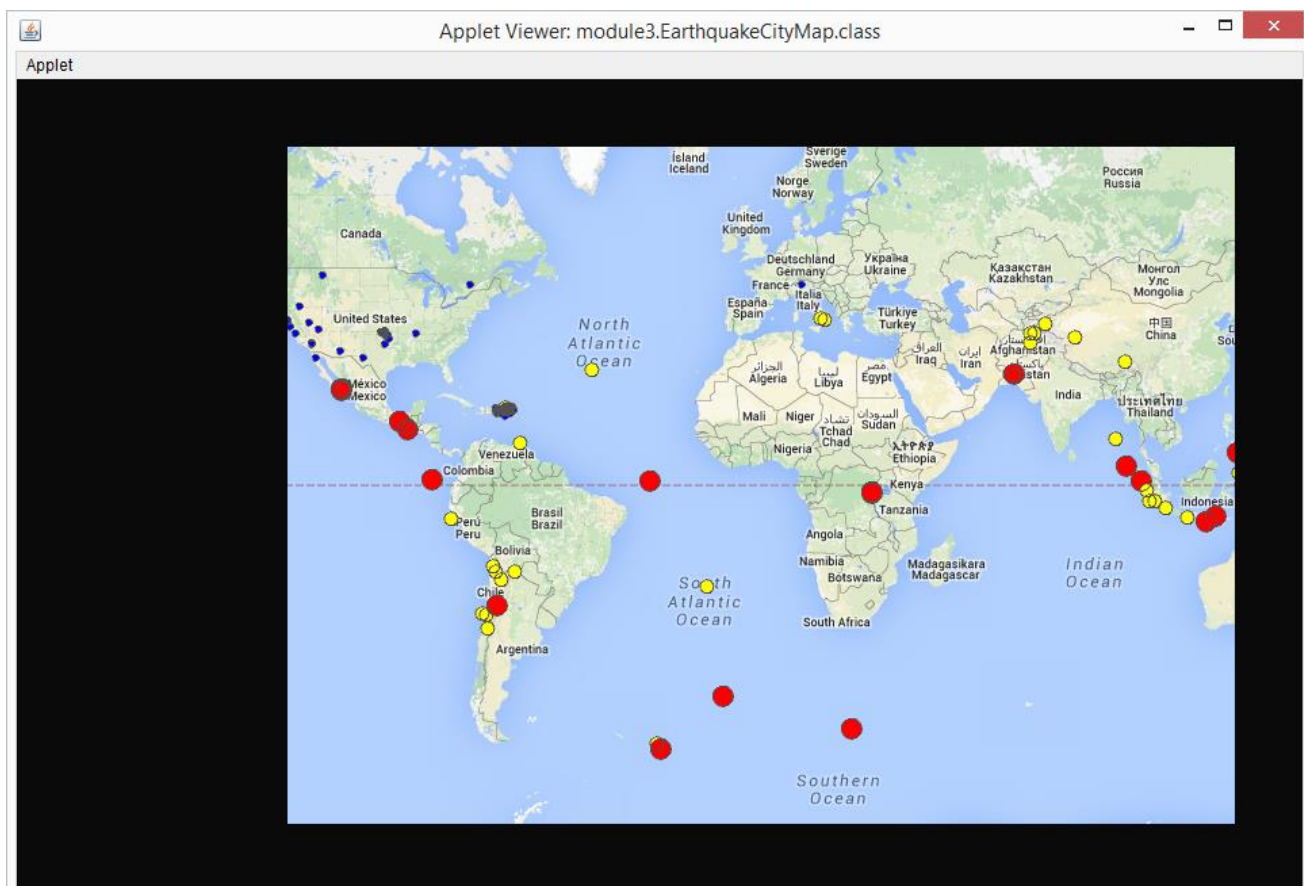 Applet Viewer: module3.EarthquakeCityMap.class
Applet
Ísland
Iceland
Sverige
Sweden
Norge
Norway
Россия
Russia
Canada
United
Kingdom
Deutschland
Germany
Україна
Ukraine
Қазақстан
Kazakhstan
Монгол
Улс
Mongolia
France
Italia
Italy
España
Spain
Türkiye
Turkey
United States
North
Atlantic
Ocean
中国
China
العراق
Iraq
ایران
Iran
Afghanistan
الجزائر
Algeria
ليبيا
Libya
مصر
Egypt
México
Mexico
India
ประเทศไทย
Thailand
Mali
Niger
تشاد
Tchad
Chad
السودان
Sudan
Nigeria
ኢትዮጵያ
Ethiopia
Venezuela
Colombia
Kenya
Tanzania
Indonesia
Perú
Peru
Brasil
Brazil
Bolivia
Angola
Namibia
Botswana
Madagasikara
Madagascar
Indian
Ocean
Chile
South
Atlantic
Ocean
South Africa
Argentina
Southern
Ocean